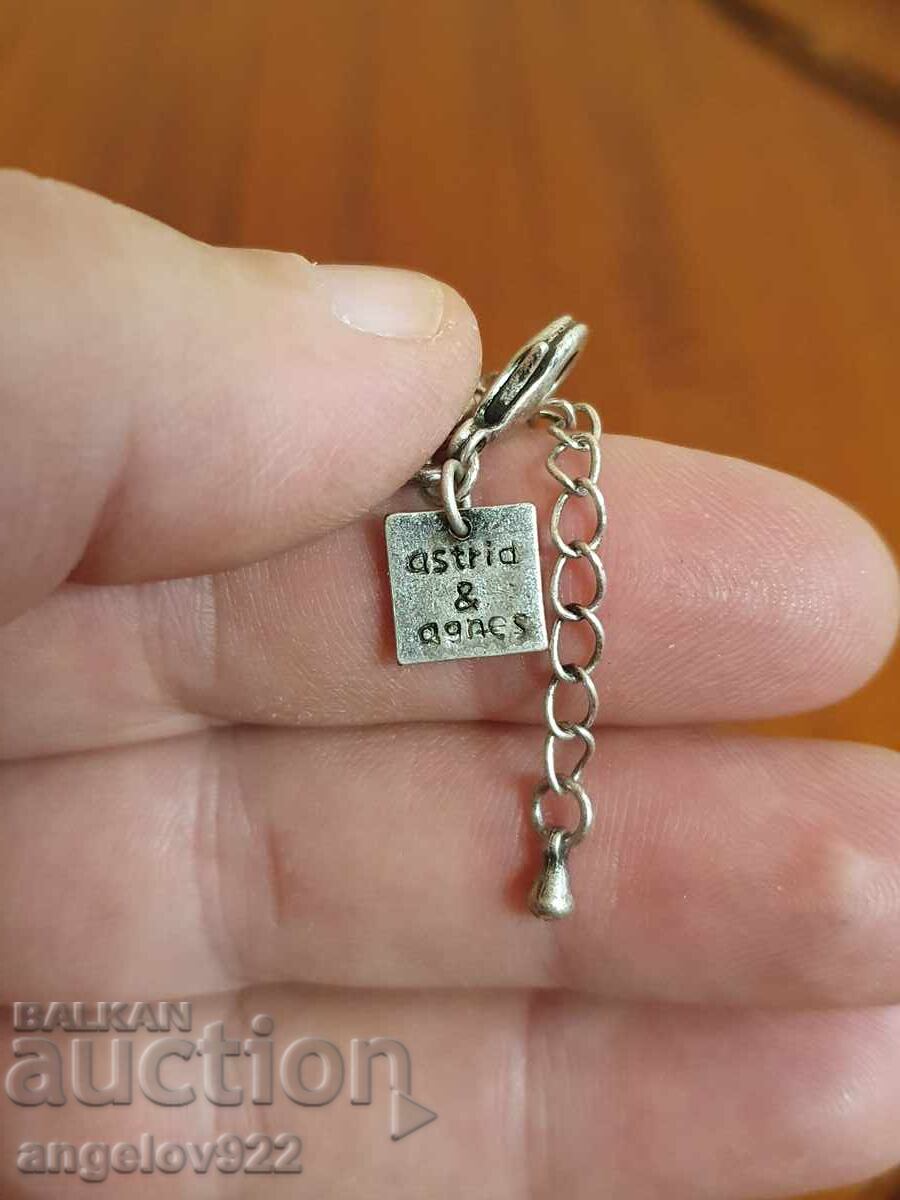 astrid
&
agnes
BALKAN
auction
angelov922